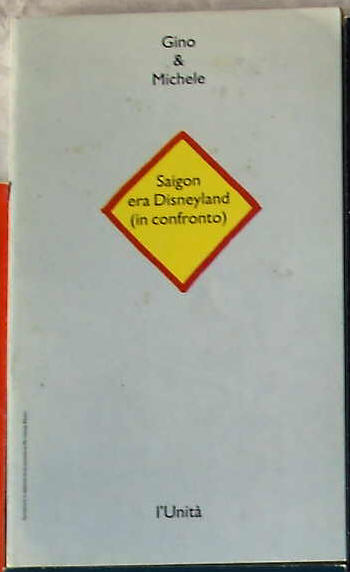 Gino
&
Michele
Saigon
era Disneyland
(in confronto)
l'Unità